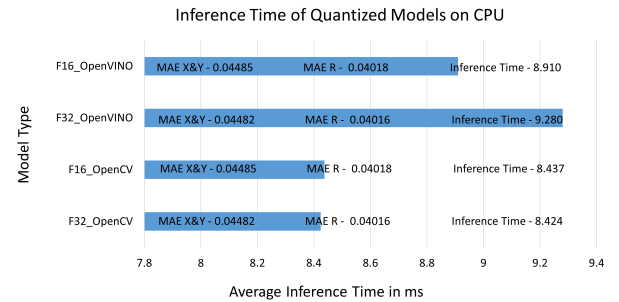 Inference Time of Quantized Models on CPU
F16_OpenVINO MAE X&Y - 0.04485 MAE R - 0.04018 Inference Time - 8.910
F32_OpenVINO MAE X&Y - 0.04482 MAE R - 0.04016 Inference Time - 9.280
F16_OpenCV MAE X&Y - 0.04485 MAE R - 0.04018 Inference Time - 8.437
F32_OpenCV MAE X&Y - 0.04482 MAE R - 0.04016 Inference Time - 8.424
Model Type
7.8 8 8.2 8.4 8.6 8.8 9 9.2 9.4
Average Inference Time in ms